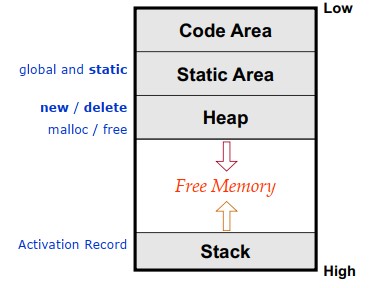 Low
Code Area
global and static
Static Area
new / delete
malloc / free
Heap
Free Memory
Activation Record
Stack
High